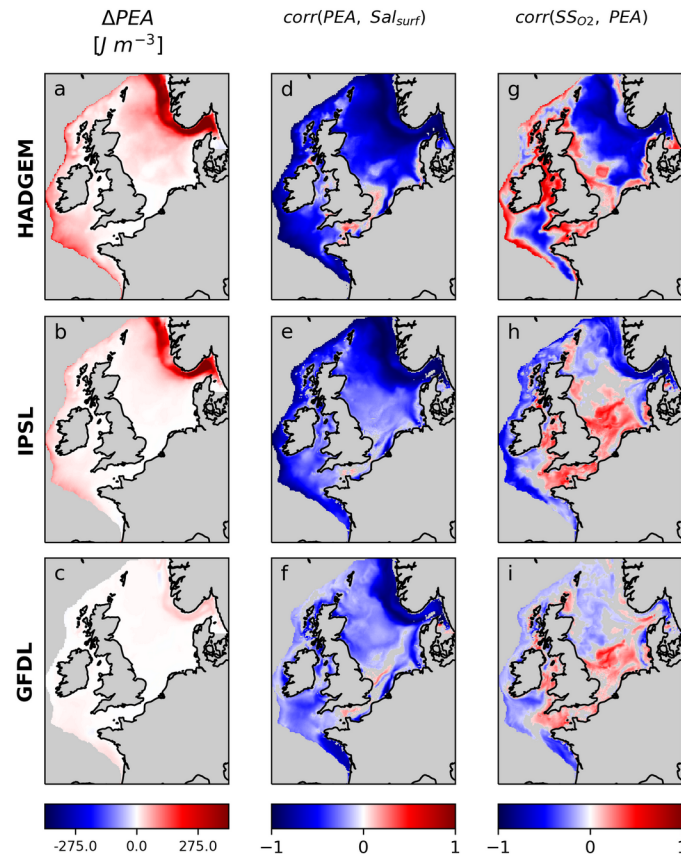 ΔPEA
[J m⁻³]
corr(PEA, Sal_surf)
corr(SS_O2, PEA)
HADGEM
a
d
g
IPSL
b
e
h
GFDL
c
f
i
-275.0 0.0 275.0
−1 0 1
−1 0 1